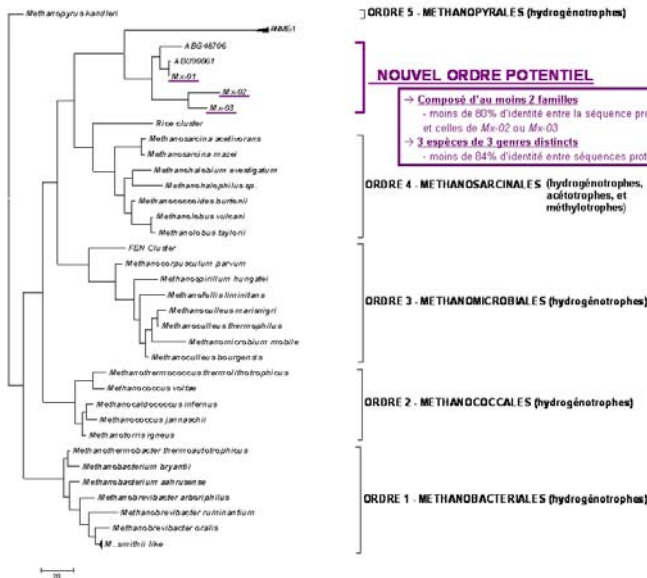 Methanopyrus kandleri
ORDRE 5 - METHANOPYRALES (hydrogénotrophes)
ANME1
ABG48706
ABU90061
Mx-01
Mx-02
Mx-03
NOUVEL ORDRE POTENTIEL
→ Composé d'au moins 2 familles
- moins de 80% d'identité entre la séquence pro
et celles de Mx-02 ou Mx-03
→ 3 espèces de 3 genres distincts
- moins de 84% d'identité entre séquences prot
Rice cluster
Methanosarcina acetivorans
Methanosarcina mazei
Methanohalobium evestigatum
Methanohalophilus sp.
Methanococcoides burtonii
Methanolobus vulcani
Methanolobus taylorii
ORDRE 4 - METHANOSARCINALES (hydrogénotrophes,
acétotrophes, et
méthylotrophes)
FEN Cluster
Methanocorpusculum parvum
Methanospirillum hungatei
Methanofollis liminitans
Methanoculleus marisnigri
Methanoculleus thermophilus
Methanomicrobium mobile
Methanoculleus bourgensis
ORDRE 3 - METHANOMICROBIALES (hydrogénotrophes)
Methanothermococcus thermolithotrophicus
Methanococcus voltae
Methanocaldococcus infernus
Methanococcus jannaschii
Methanotorris igneus
ORDRE 2 - METHANOCOCCALES (hydrogénotrophes)
Methanothermobacter thermoautotrophicus
Methanobacterium bryantii
Methanobacterium aarhusense
Methanobrevibacter arboriphilus
Methanobrevibacter ruminantium
Methanobrevibacter oralis
M. smithii like
ORDRE 1 - METHANOBACTERIALES (hydrogénotrophes)
20